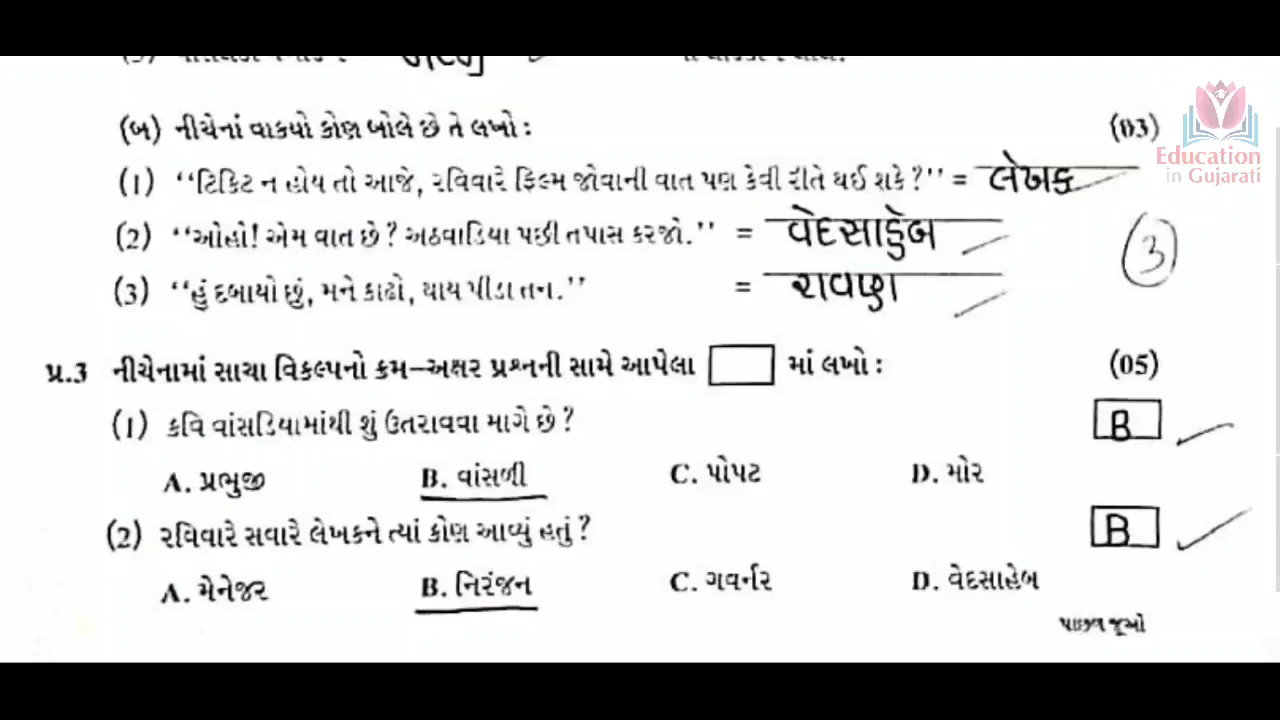 (બ) નીચેનાં વાક્યો કોણ બોલે છે તે લખો : (03)
Education in Gujarati
(1) “ટિકિટ ન હોય તો આજે, રવિવારે ફિલ્મ જોવાની વાત પણ કેવી રીતે થઈ શકે ?” = લેખક
(2) “ઓહો! એમ વાત છે? અઠવાડિયા પછી તપાસ કરજો.” = વેદસાહેબ
3
(3) “હું દબાયો છું, મને કાઢો, થાય પીડા તન.” = રાવણ
પ્ર.3 નીચેનામાં સાચા વિકલ્પનો ક્રમ–અક્ષર પ્રશ્નની સામે આપેલા માં લખો : (05)
(1) કવિ વાંસડિયામાંથી શું ઉતરાવવા માગે છે ? B
A. પ્રભુજી B. વાંસળી C. પોપટ D. મોર
(2) રવિવારે સવારે લેખકને ત્યાં કોણ આવ્યું હતું ? B
A. મેનેજર B. નિરંજન C. ગવર્નર D. વેદસાહેબ
પાછળ જૂઓ